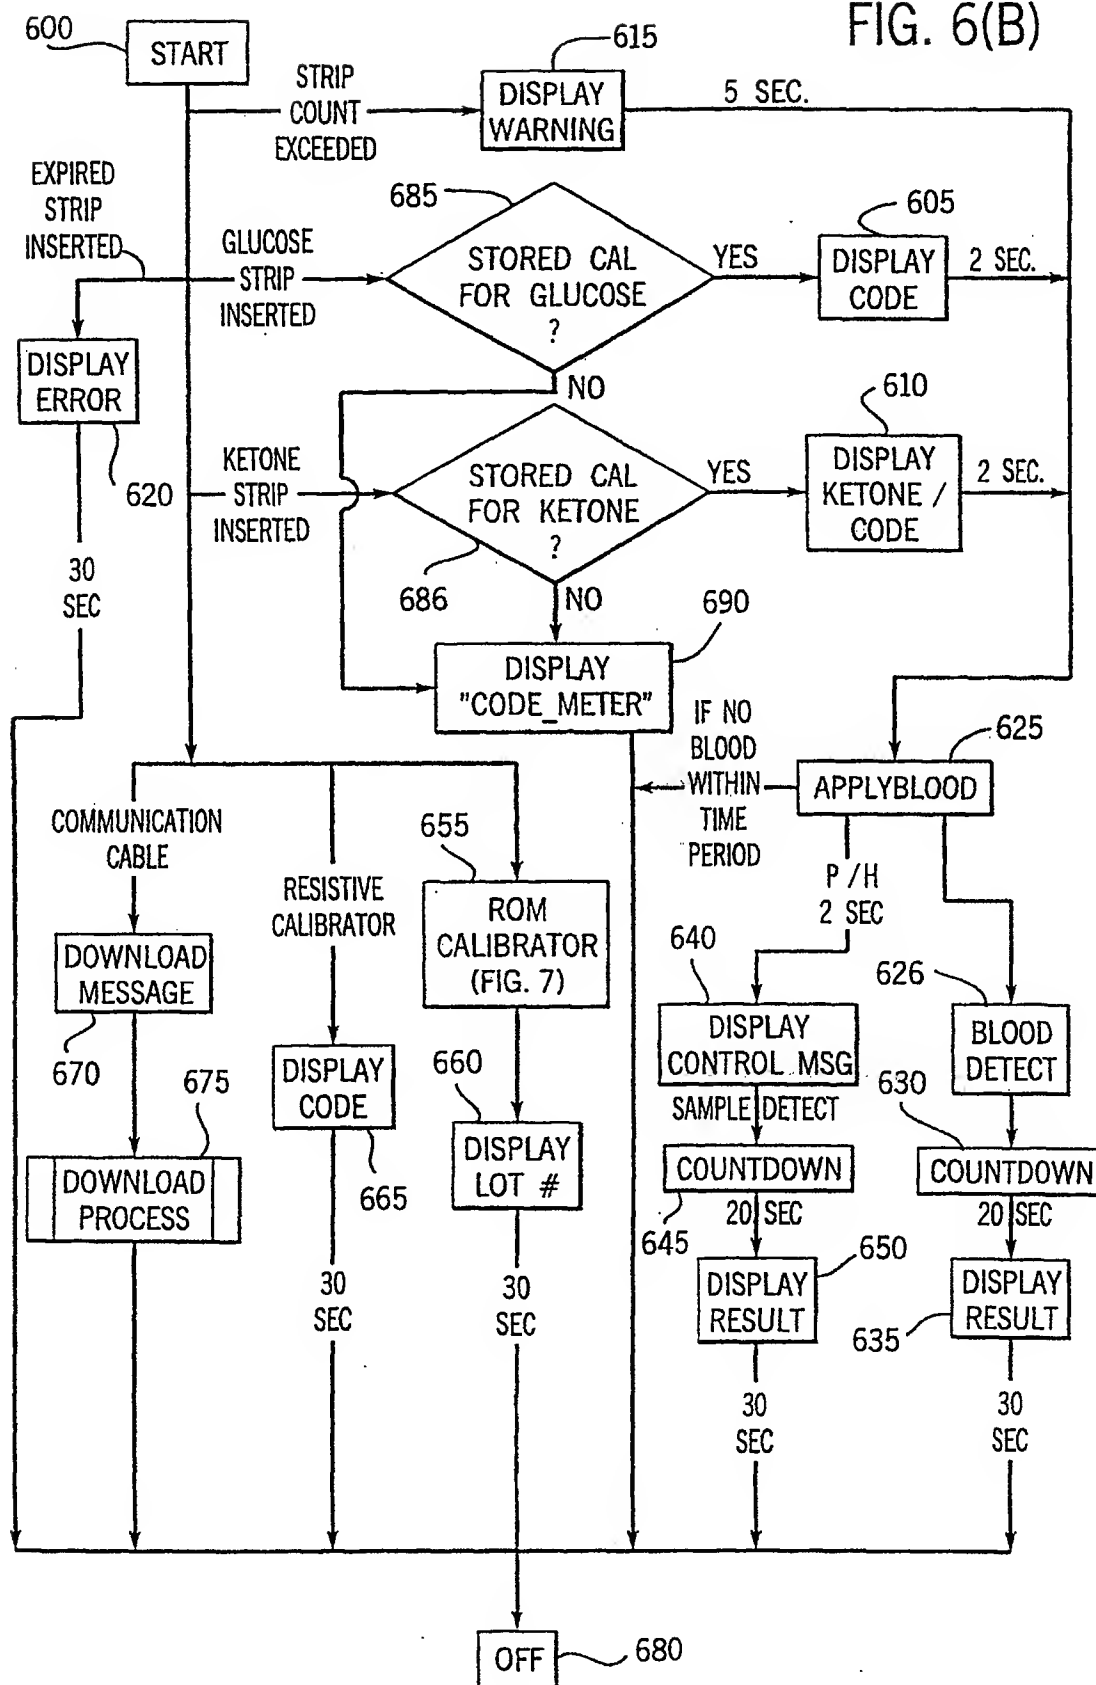 FIG. 6(B)
600
START
615
STRIP
COUNT
EXCEEDED
DISPLAY
WARNING
5 SEC.
EXPIRED
STRIP
INSERTED
685
GLUCOSE
STRIP
INSERTED
STORED CAL
FOR GLUCOSE
?
YES
605
DISPLAY
CODE
2 SEC.
DISPLAY
ERROR
620
NO
610
KETONE
STRIP
INSERTED
STORED CAL
FOR KETONE
?
YES
DISPLAY
KETONE /
CODE
2 SEC.
30
SEC
686
NO
690
DISPLAY
"CODE_METER"
IF NO
BLOOD
WITHIN
TIME
PERIOD
625
APPLYBLOOD
COMMUNICATION
CABLE
RESISTIVE
CALIBRATOR
655
ROM
CALIBRATOR
(FIG. 7)
P/H
2 SEC
640
626
DOWNLOAD
MESSAGE
670
DISPLAY
CONTROL MSG
BLOOD
DETECT
675
DISPLAY
CODE
665
660
DISPLAY
LOT #
SAMPLE DETECT
630
DOWNLOAD
PROCESS
COUNTDOWN
COUNTDOWN
645
20 SEC
20 SEC
650
DISPLAY
RESULT
DISPLAY
RESULT
635
30
SEC
30
SEC
30
SEC
30
SEC
OFF
680